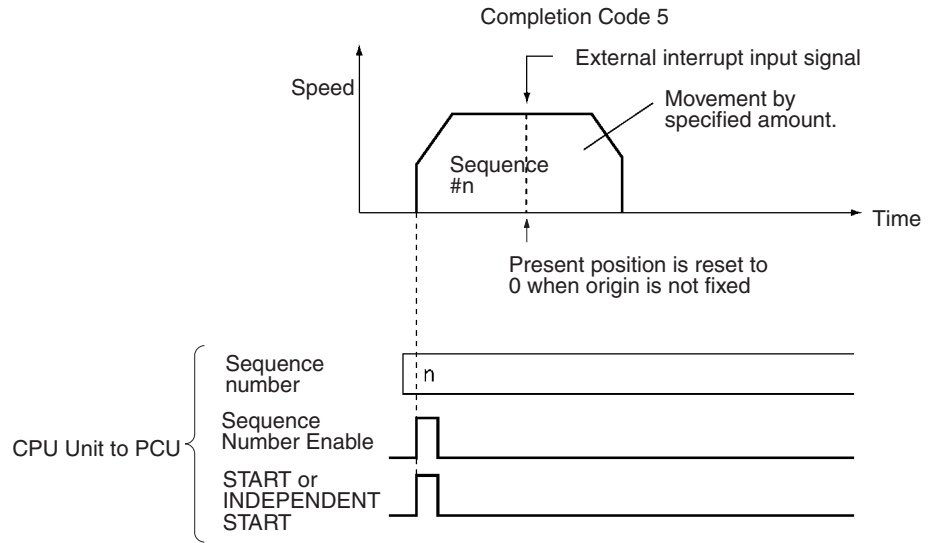 Completion Code 5
External interrupt input signal
Speed
Movement by
specified amount.
Sequence
#n
Time
Present position is reset to
0 when origin is not fixed
Sequence
number
n
Sequence
Number Enable
CPU Unit to PCU
START or
INDEPENDENT
START